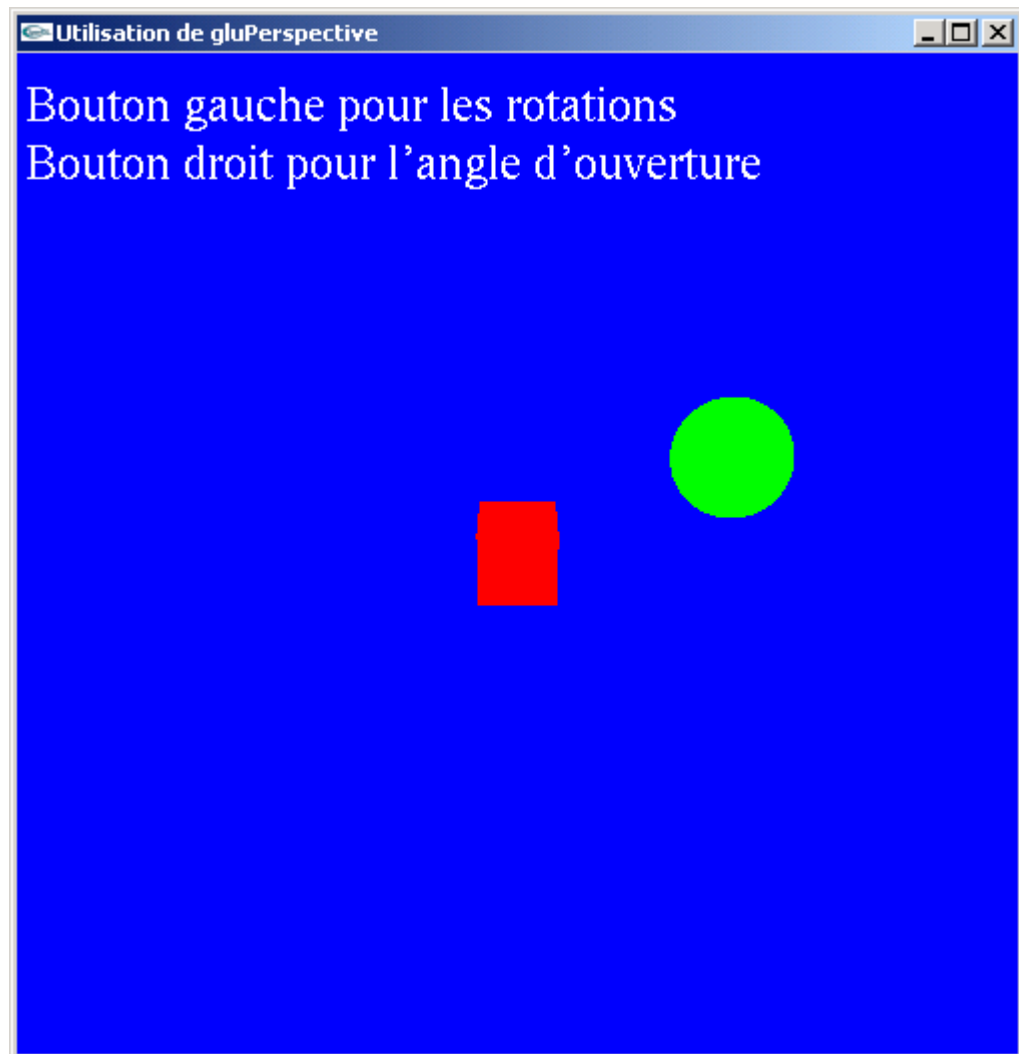 Utilisation de gluPerspective
Bouton gauche pour les rotations
Bouton droit pour l’angle d’ouverture